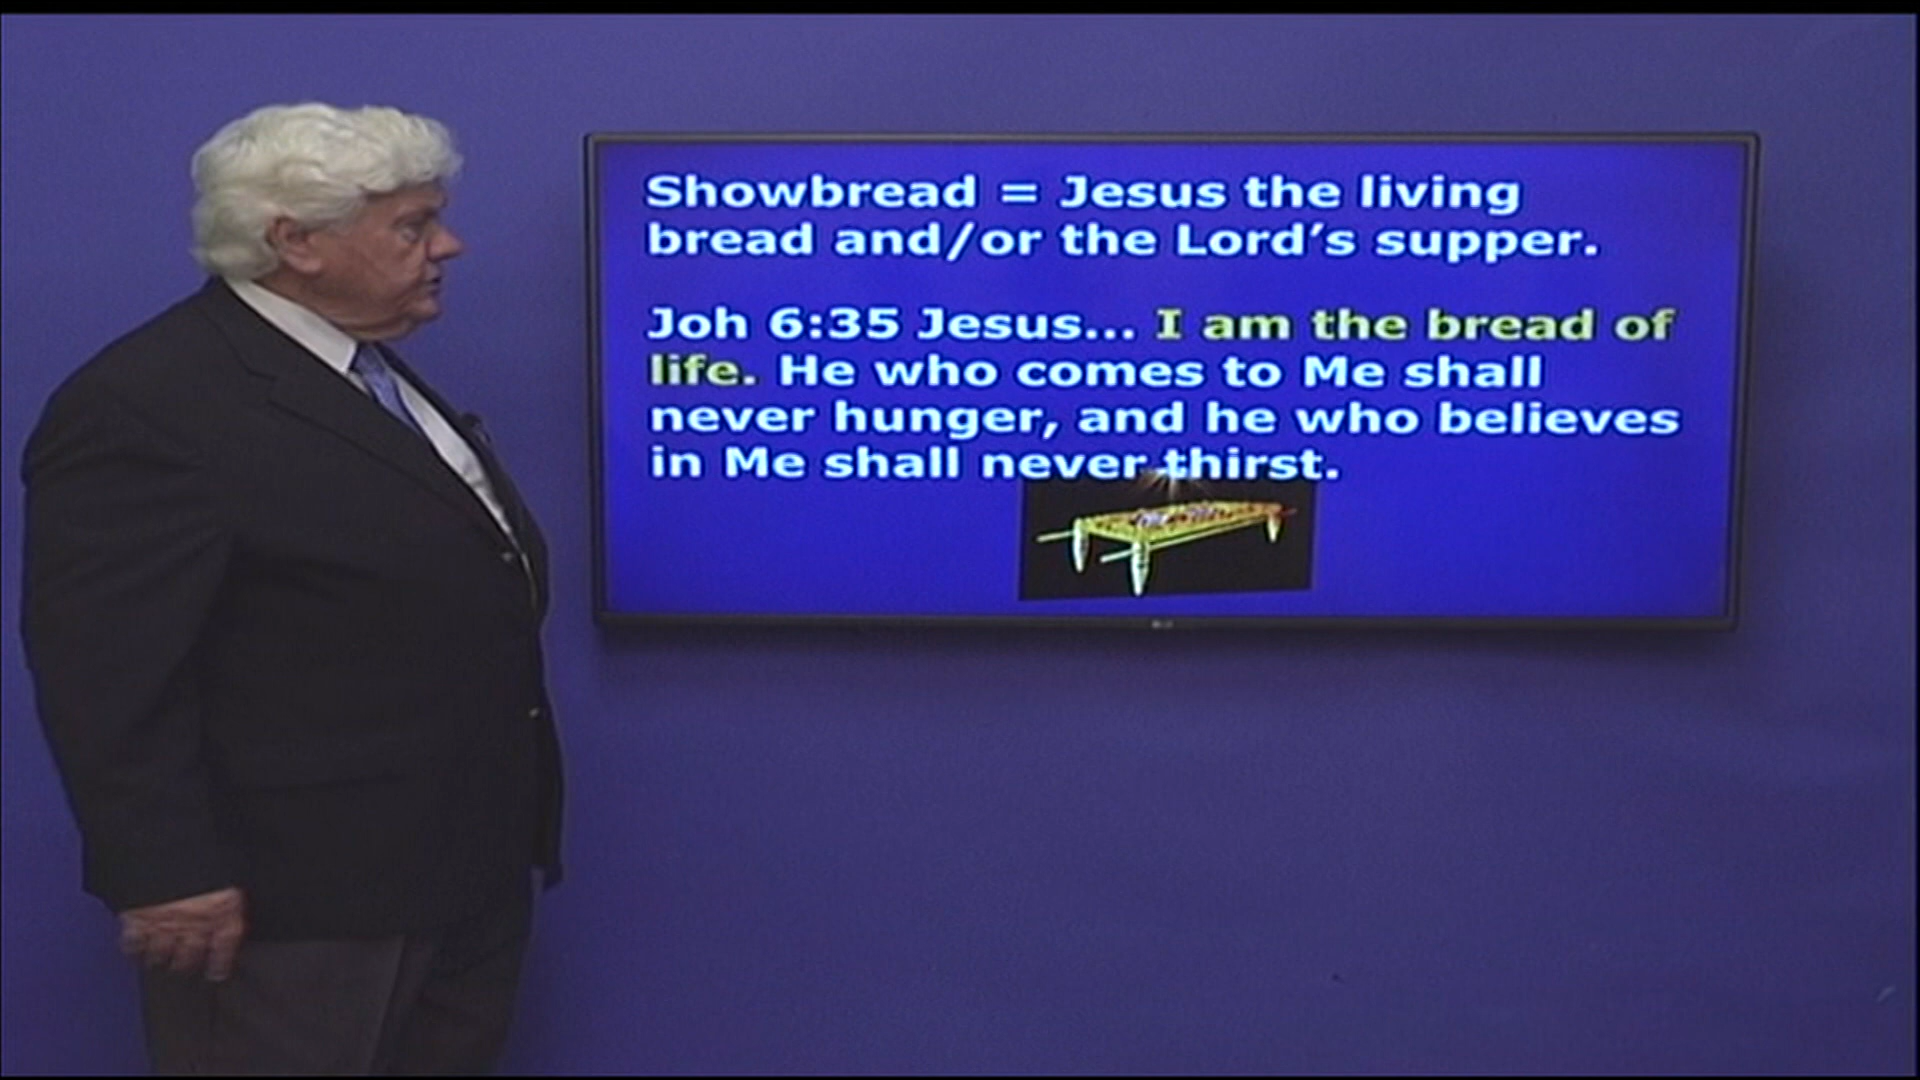 Showbread = Jesus the living
bread and/or the Lord’s supper.
Joh 6:35 Jesus... I am the bread of
life. He who comes to Me shall
never hunger, and he who believes
in Me shall never thirst.